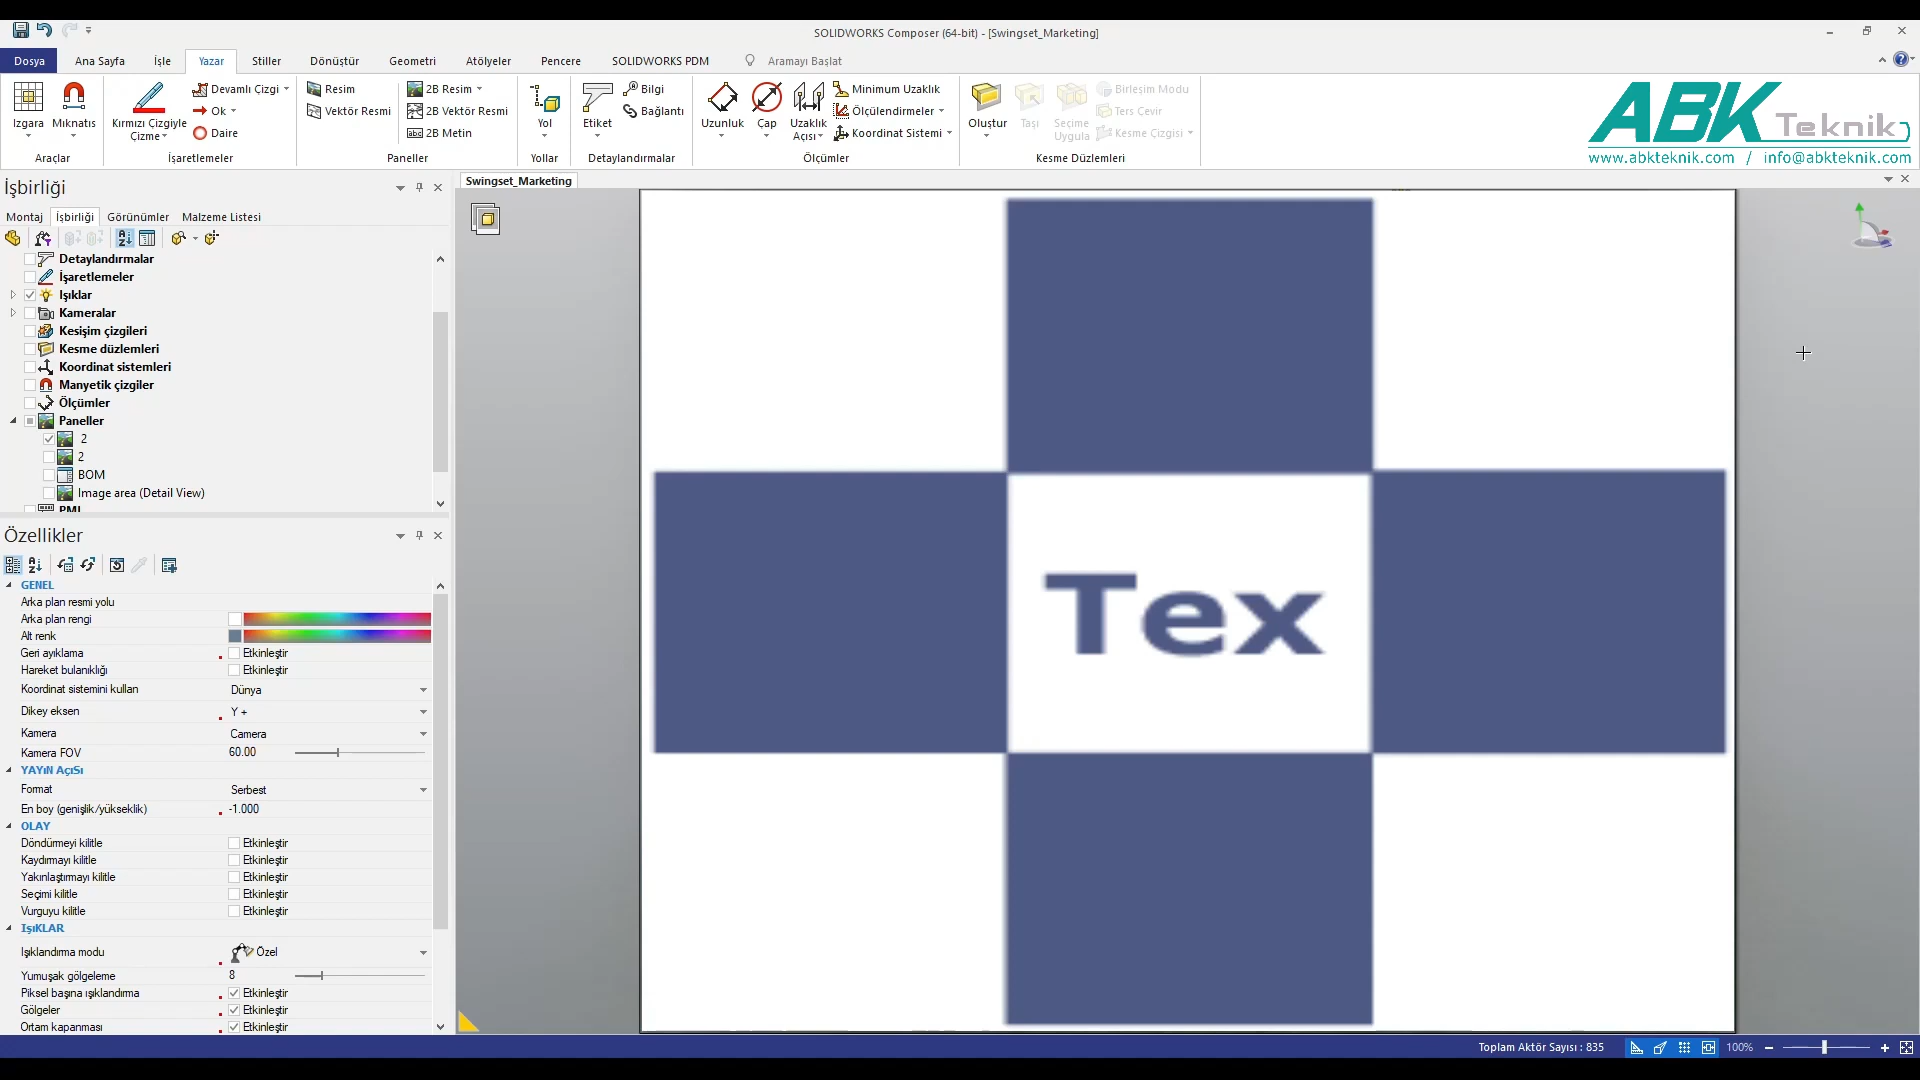 SOLIDWORKS Composer (64-bit) - [Swingset_Marketing]
Dosya Ana Sayfa İşle Yazar Stiller Dönüştür Geometri Atölyeler Pencere SOLIDWORKS PDM Aramayı Başlat
Izgara Mıknatıs
Araçlar
Kırmızı Çizgiyle Çizme
Devamlı Çizgi
Ok
Daire
İşaretlemeler
Resim
Vektör Resmi
2B Resim
2B Vektör Resmi
2B Metin
Paneller
Yol
Yollar
Etiket
Bilgi
Bağlantı
Detaylandırmalar
Uzunluk Çap Uzaklık Açısı
Minimum Uzaklık
Ölçülendirmeler
Koordinat Sistemi
Ölçümler
Oluştur Taşı Seçime Uygula
Birleşim Modu
Ters Çevir
Kesme Çizgisi
Kesme Düzlemleri
ABK Teknik
www.abkteknik.com / info@abkteknik.com
İşbirliği
Montaj İşbirliği Görünümler Malzeme Listesi
Detaylandırmalar
İşaretlemeler
Işıklar
Kameralar
Kesişim çizgileri
Kesme düzlemleri
Koordinat sistemleri
Manyetik çizgiler
Ölçümler
Paneller
2
2
BOM
Image area (Detail View)
PMI
Özellikler
GENEL
Arka plan resmi yolu
Arka plan rengi
Alt renk
Geri ayıklama Etkinleştir
Hareket bulanıklığı Etkinleştir
Koordinat sistemini kullan Dünya
Dikey eksen Y +
Kamera Camera
Kamera FOV 60.00
YAYıN AçıSı
Format Serbest
En boy (genişlik/yükseklik) -1.000
OLAY
Döndürmeyi kilitle Etkinleştir
Kaydırmayı kilitle Etkinleştir
Yakınlaştırmayı kilitle Etkinleştir
Seçimi kilitle Etkinleştir
Vurguyu kilitle Etkinleştir
IşıKLAR
Işıklandırma modu Özel
Yumuşak gölgeleme 8
Piksel başına ışıklandırma Etkinleştir
Gölgeler Etkinleştir
Ortam kapanması Etkinleştir
Swingset_Marketing
Tex
Toplam Aktör Sayısı : 835 100%